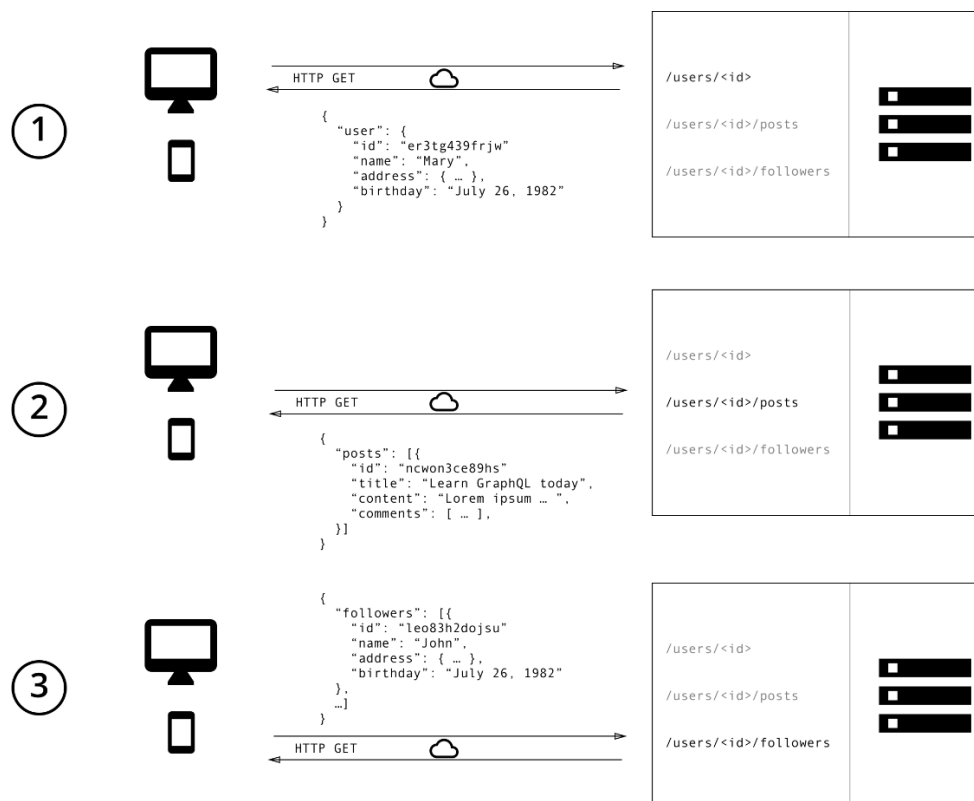 1
HTTP GET
{
“user”: {
“id”: “er3tg439frjw”
“name”: “Mary”,
“address”: { … },
“birthday”: “July 26, 1982”
}
}
/users/<id>
/users/<id>/posts
/users/<id>/followers
2
HTTP GET
{
“posts”: [{
“id”: “ncwon3ce89hs”
“title”: “Learn GraphQL today”,
“content”: “Lorem ipsum … ”,
“comments”: [ … ],
}]
}
/users/<id>
/users/<id>/posts
/users/<id>/followers
3
{
“followers”: [{
“id”: “leo83h2dojsu”
“name”: “John”,
“address”: { … },
“birthday”: “July 26, 1982”
},
…]
}
HTTP GET
/users/<id>
/users/<id>/posts
/users/<id>/followers